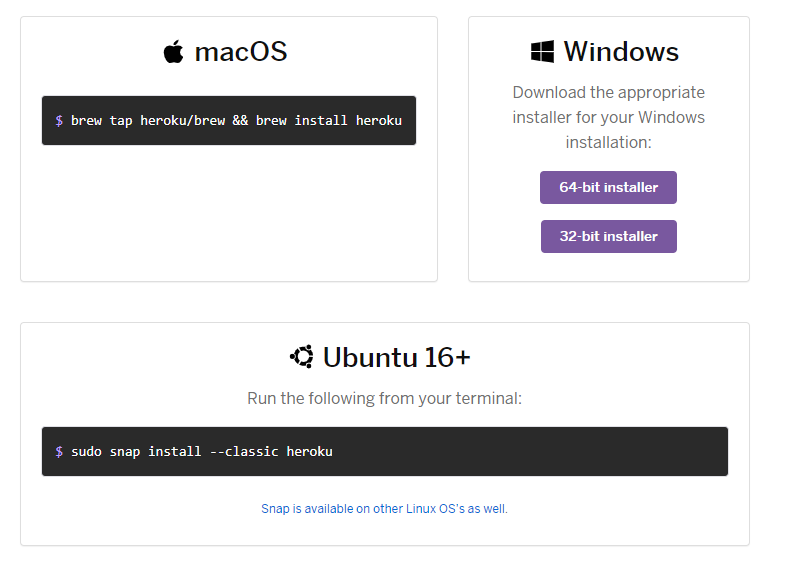 macOS
$ brew tap heroku/brew && brew install heroku
Windows
Download the appropriate
installer for your Windows
installation:
64-bit installer
32-bit installer
Ubuntu 16+
Run the following from your terminal:
$ sudo snap install --classic heroku
Snap is available on other Linux OS's as well.